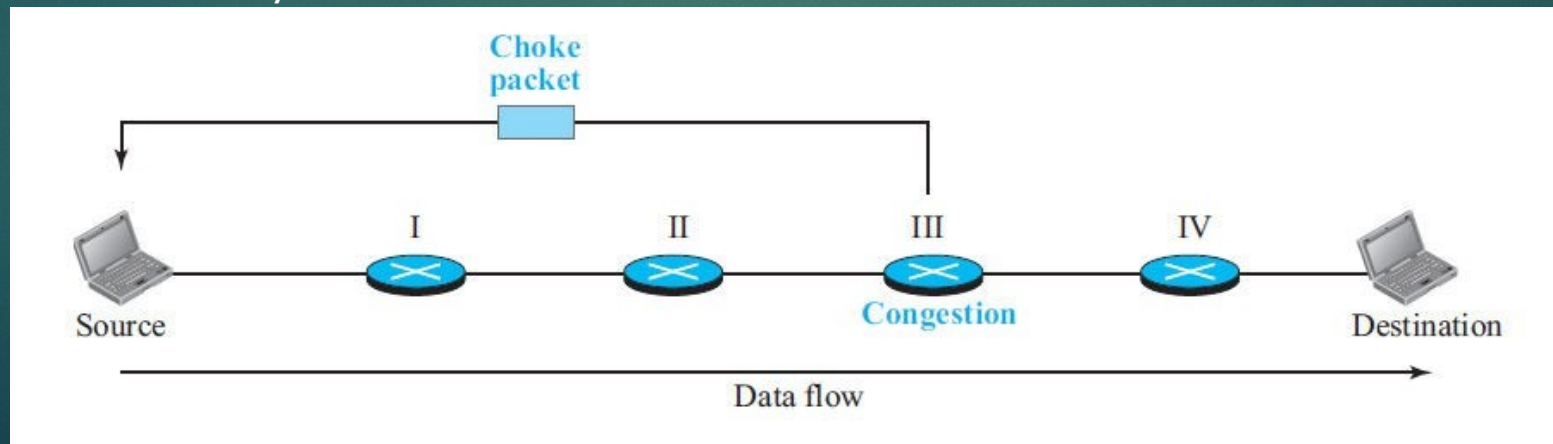 Choke
packet
I
II
III
IV
Congestion
Source
Destination
Data flow